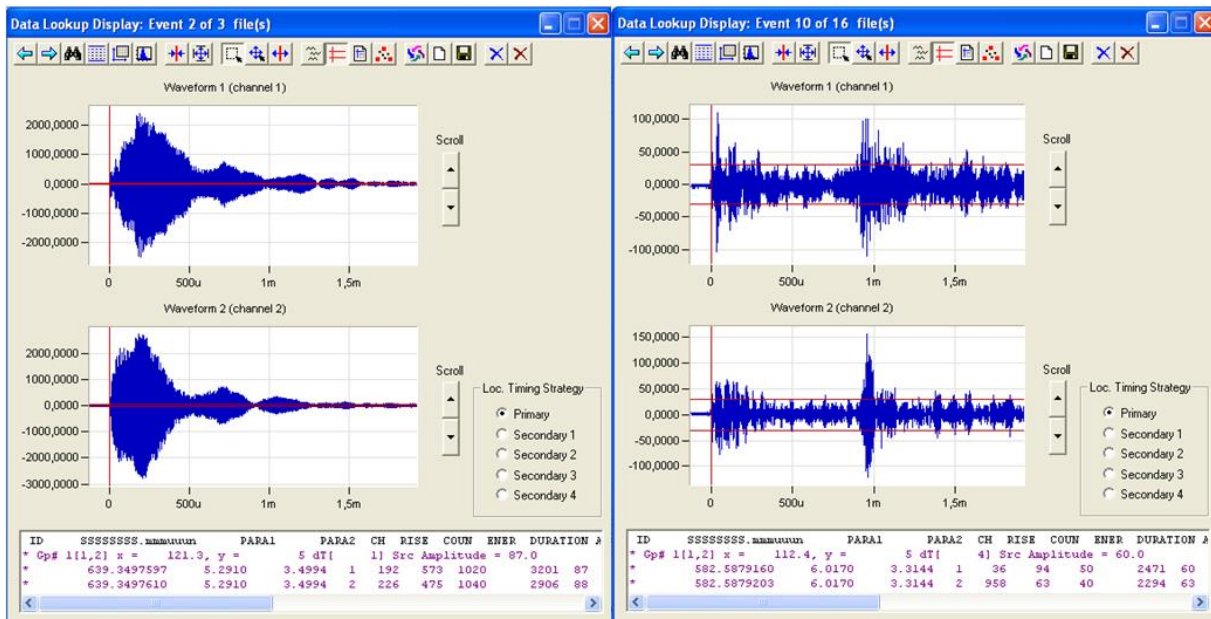 Data Lookup Display: Event 2 of 3 file(s)
Waveform 1 (channel 1)
2000,0000
1000,0000
0,0000
-1000,0000
-2000,0000
0 500u 1m 1,5m
Scroll
Waveform 2 (channel 2)
2000,0000
1000,0000
0,0000
-1000,0000
-2000,0000
-3000,0000
0 500u 1m 1,5m
Scroll
Loc. Timing Strategy
Primary
Secondary 1
Secondary 2
Secondary 3
Secondary 4
ID SSSSSSSS.mmmuuun PARA1 PARA2 CH RISE COUN ENER DURATION A
* Gp# 1[1,2] x = 121.3, y = 5 dT[ 1] Src Amplitude = 87.0
* 639.3497597 5.2910 3.4994 1 192 573 1020 3201 87
* 639.3497610 5.2910 3.4994 2 226 475 1040 2906 88
Data Lookup Display: Event 10 of 16 file(s)
Waveform 1 (channel 1)
100,0000
50,0000
0,0000
-50,0000
-100,0000
0 500u 1m 1,5m
Scroll
Waveform 2 (channel 2)
150,0000
100,0000
50,0000
0,0000
-50,0000
-100,0000
0 500u 1m 1,5m
Scroll
Loc. Timing Strategy
Primary
Secondary 1
Secondary 2
Secondary 3
Secondary 4
ID SSSSSSSS.mmmuuun PARA1 PARA2 CH RISE COUN ENER DURATION A
* Gp# 1[1,2] x = 112.4, y = 5 dT[ 4] Src Amplitude = 60.0
* 582.5879160 6.0170 3.3144 1 36 94 50 2471 60
* 582.5879203 6.0170 3.3144 2 958 63 40 2294 63